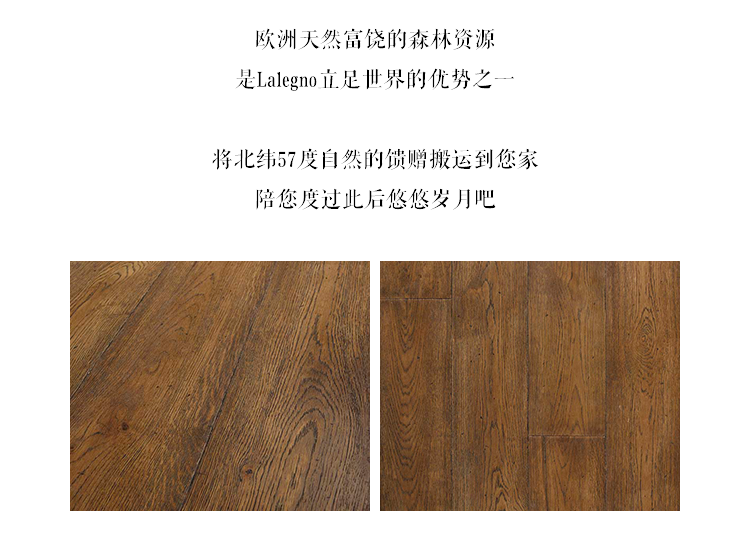 欧洲天然富饶的森林资源
是Lalegno立足世界的优势之一
将北纬57度自然的馈赠搬运到您家
陪您度过此后悠悠岁月吧